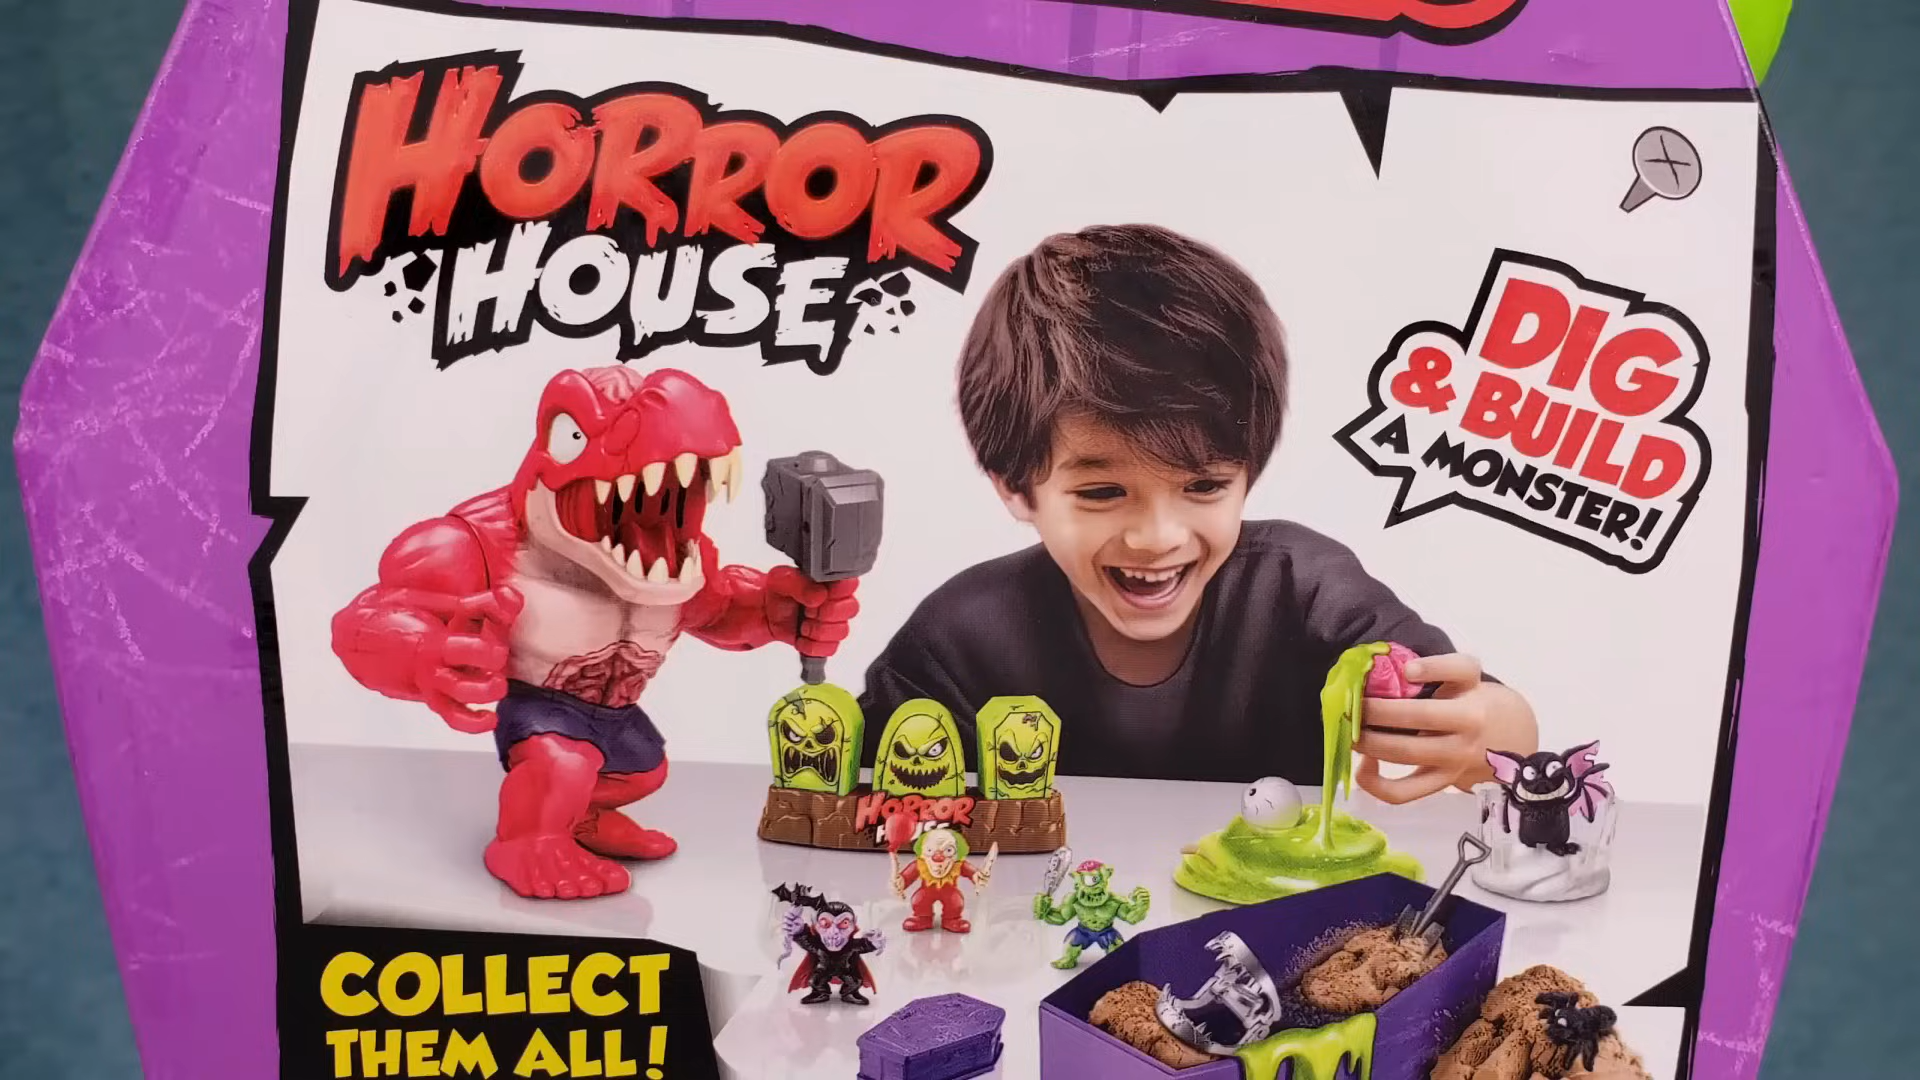 HORROR
HOUSE
DIG
& BUILD
A MONSTER!
HORROR
HOUSE
COLLECT
THEM ALL!